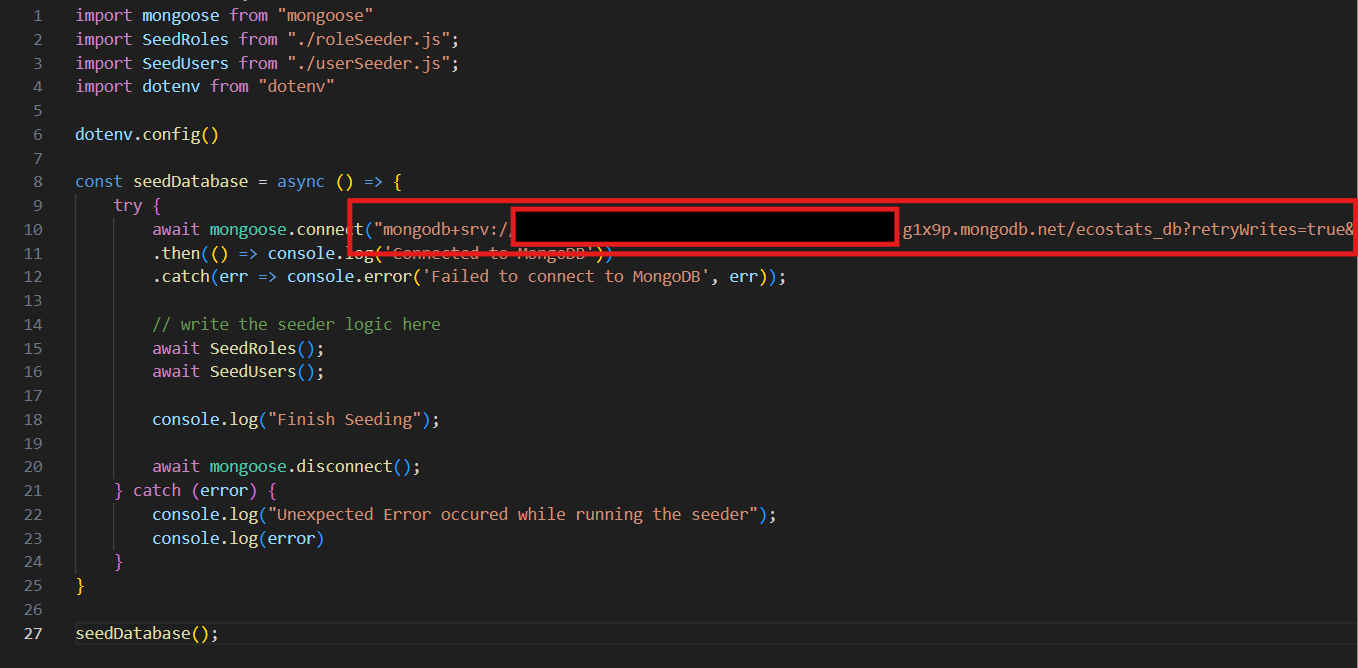 1 import mongoose from "mongoose"
2 import SeedRoles from "./roleSeeder.js";
3 import SeedUsers from "./userSeeder.js";
4 import dotenv from "dotenv"
5
6 dotenv.config()
7
8 const seedDatabase = async () => {
9 try {
10 await mongoose.connect("mongodb+srv:// .g1x9p.mongodb.net/ecostats_db?retryWrites=true&
11 .then(() => console.log('Connected to MongoDB'))
12 .catch(err => console.error('Failed to connect to MongoDB', err));
13
14 // write the seeder logic here
15 await SeedRoles();
16 await SeedUsers();
17
18 console.log("Finish Seeding");
19
20 await mongoose.disconnect();
21 } catch (error) {
22 console.log("Unexpected Error occured while running the seeder");
23 console.log(error)
24 }
25 }
26
27 seedDatabase();